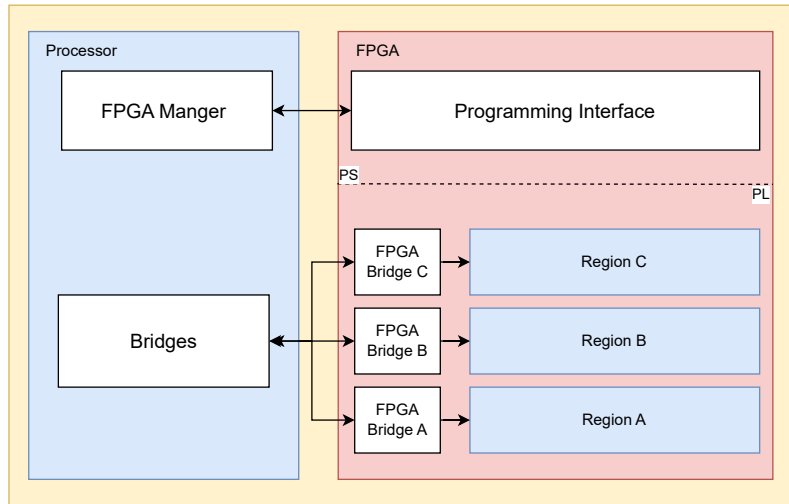 Processor
FPGA
FPGA Manger
Programming Interface
PS
PL
FPGA
Bridge C
Region C
Bridges
FPGA
Bridge B
Region B
FPGA
Bridge A
Region A